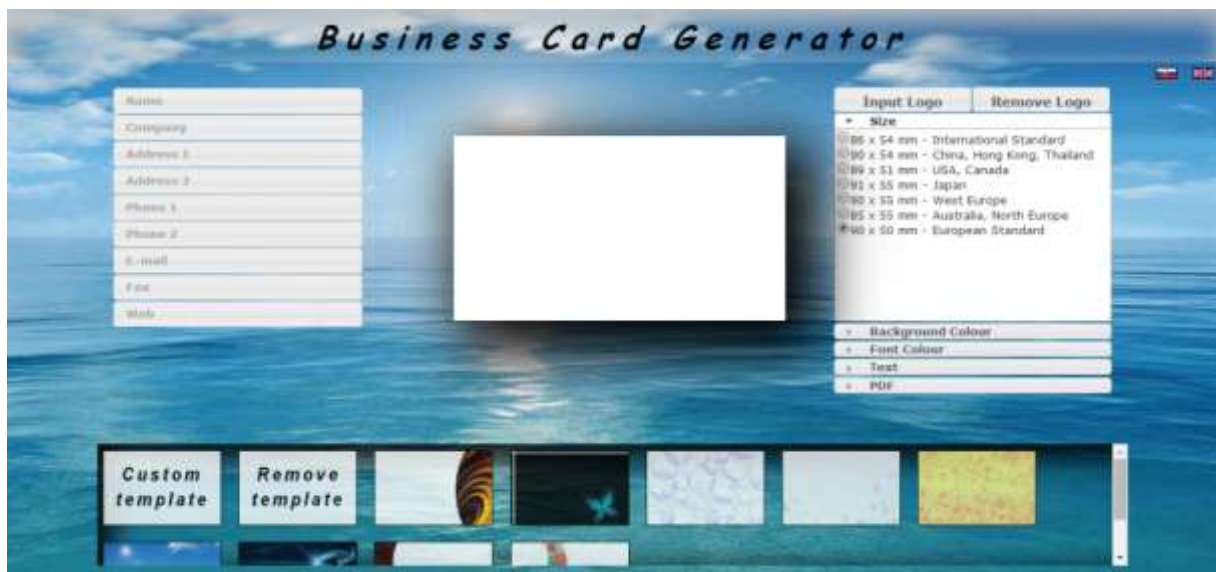 Business Card Generator
Name
Company
Address 1
Address 2
Phone 1
Phone 2
E-mail
Fax
Web
Input Logo
Remove Logo
Size
86 x 54 mm - International Standard
90 x 54 mm - China, Hong Kong, Thailand
89 x 51 mm - USA, Canada
91 x 55 mm - Japan
90 x 55 mm - West Europe
85 x 55 mm - Australia, North Europe
90 x 50 mm - European Standard
Background Colour
Font Colour
Text
PDF
Custom
template
Remove
template